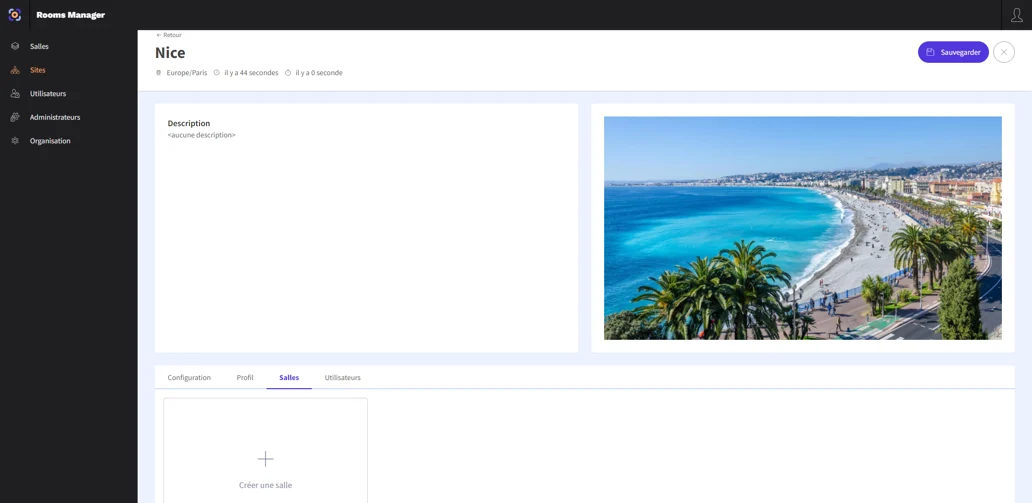 Rooms Manager
Salles
Sites
Utilisateurs
Administrateurs
Organisation
← Retour
Nice
Europe/Paris il y a 44 secondes il y a 0 seconde
Sauvegarder
Description
<aucune description>
Configuration Profil Salles Utilisateurs
Créer une salle